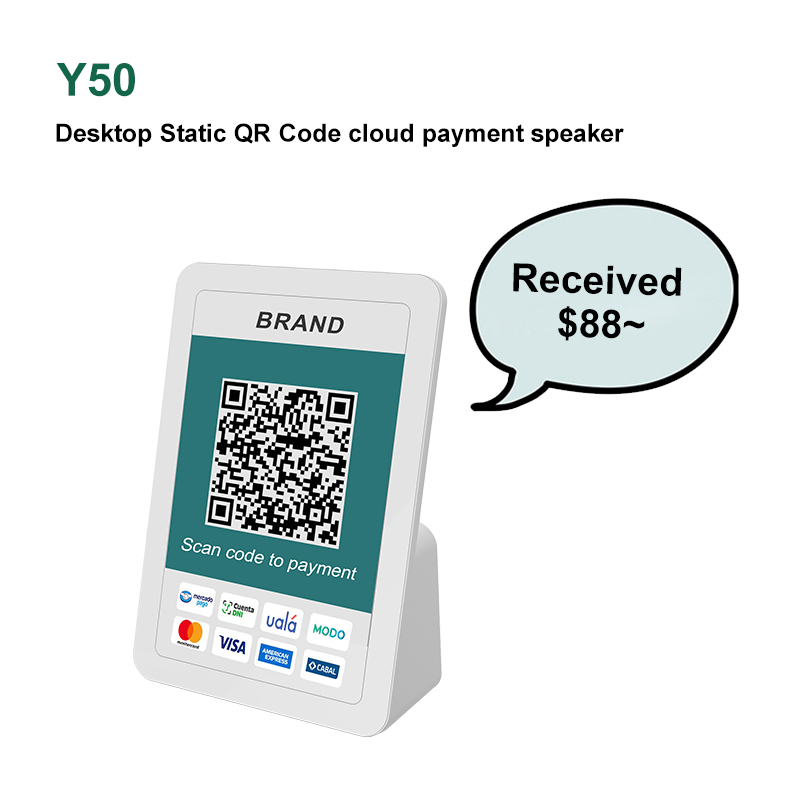 Y50
Desktop Static QR Code cloud payment speaker
Received
$88~
BRAND
Scan code to payment
mercado
pago
Cuenta
DNI
ualá
MODO
mastercard
VISA
AMERICAN
EXPRESS
CABAL